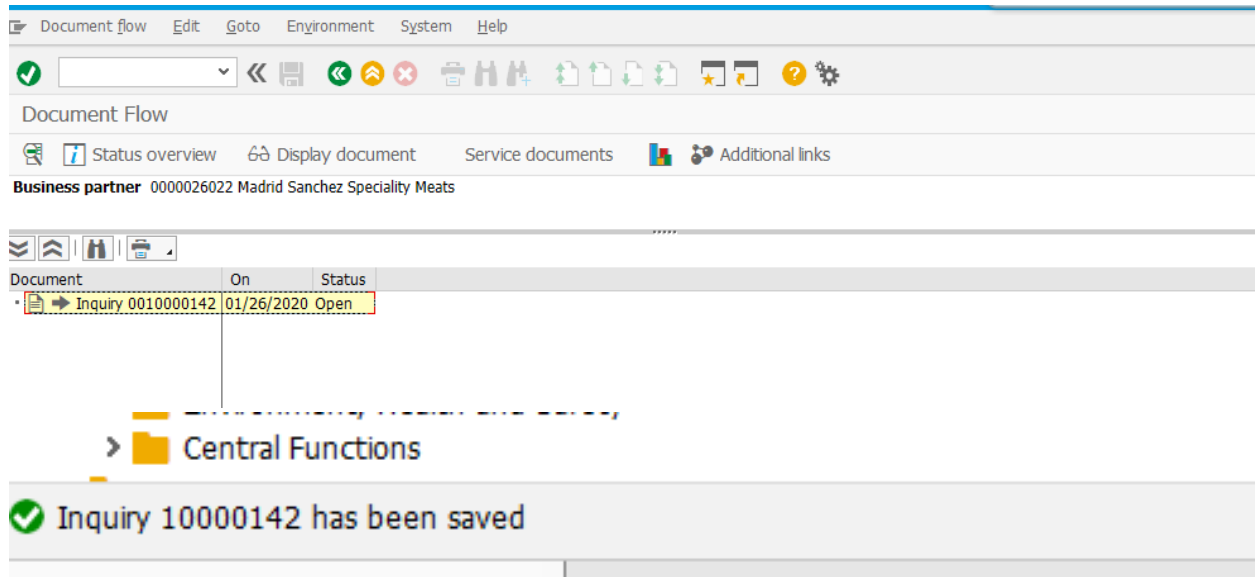 Document flow Edit Goto Environment System Help
Document Flow
Status overview Display document Service documents Additional links
Business partner 0000026022 Madrid Sanchez Speciality Meats
Document On Status
Inquiry 0010000142 01/26/2020 Open
Central Functions
Inquiry 10000142 has been saved